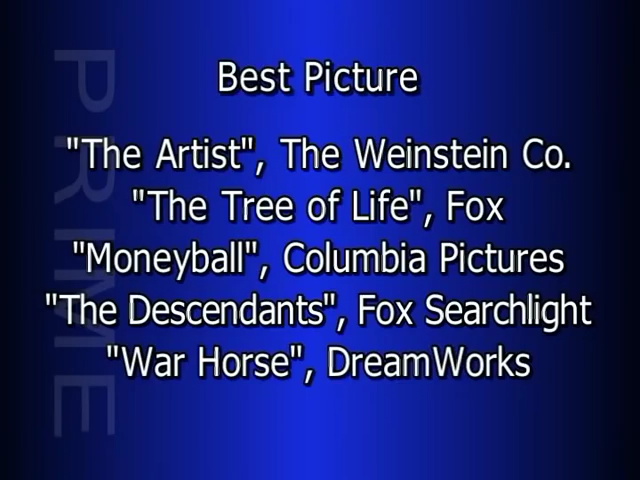 Best Picture
"The Artist", The Weinstein Co.
"The Tree of Life", Fox
"Moneyball", Columbia Pictures
"The Descendants", Fox Searchlight
"War Horse", DreamWorks
PRIME